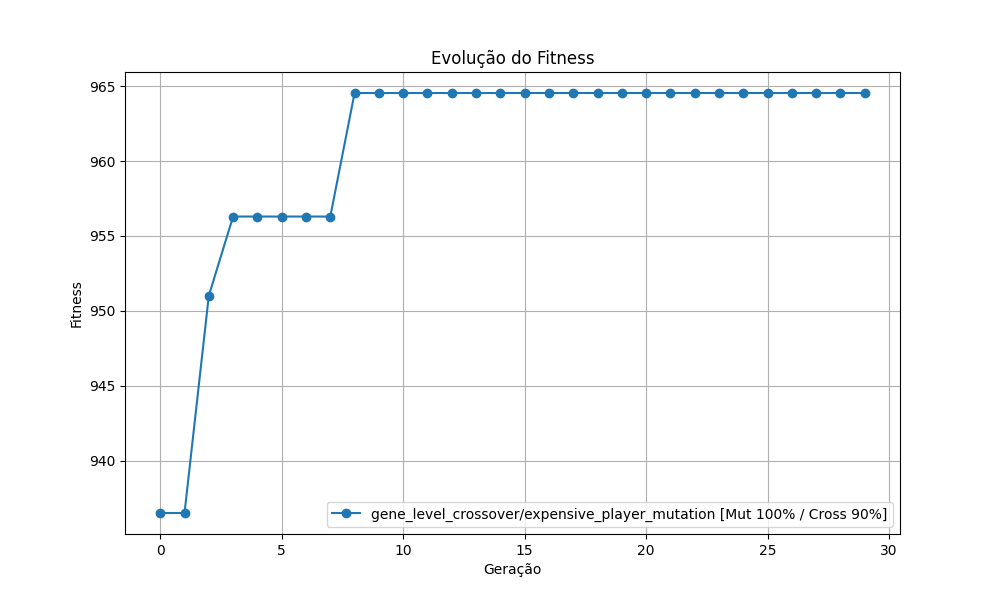 Evolução do Fitness
Fitness
965
960
955
950
945
940
gene_level_crossover/expensive_player_mutation [Mut 100% / Cross 90%]
0 5 10 15 20 25 30
Geração